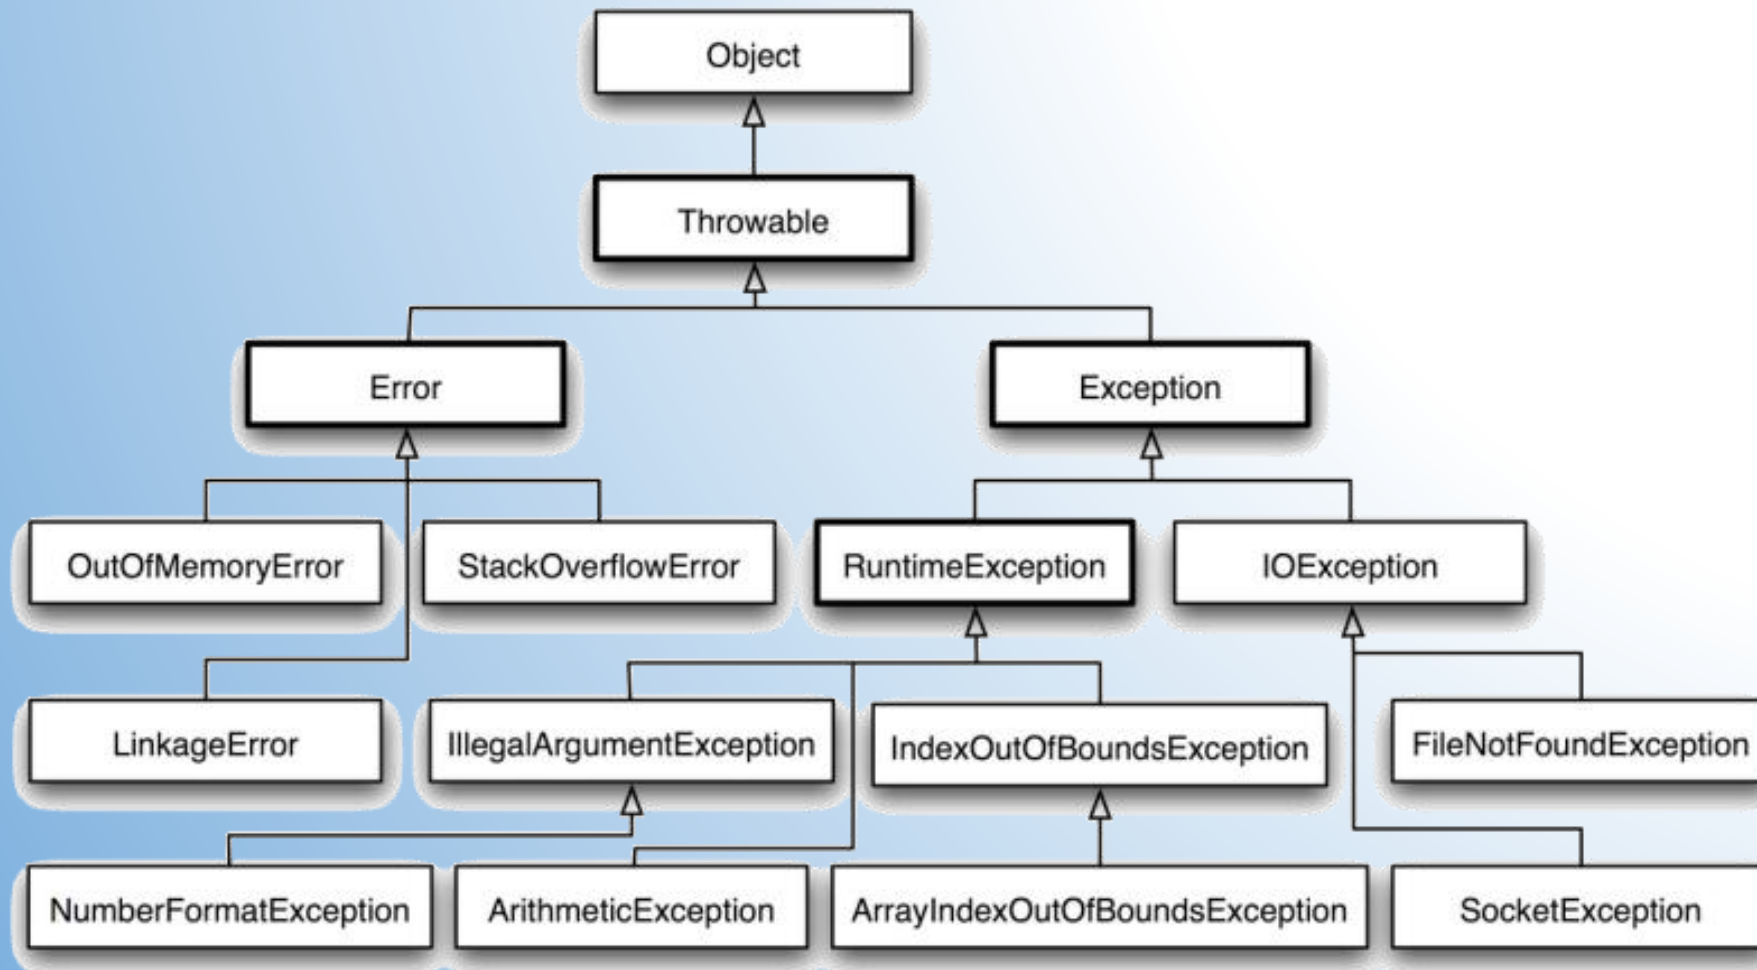 Object
Throwable
Error
Exception
OutOfMemoryError
StackOverflowError
RuntimeException
IOException
LinkageError
IllegalArgumentException
IndexOutOfBoundsException
FileNotFoundException
NumberFormatException
ArithmeticException
ArrayIndexOutOfBoundsException
SocketException